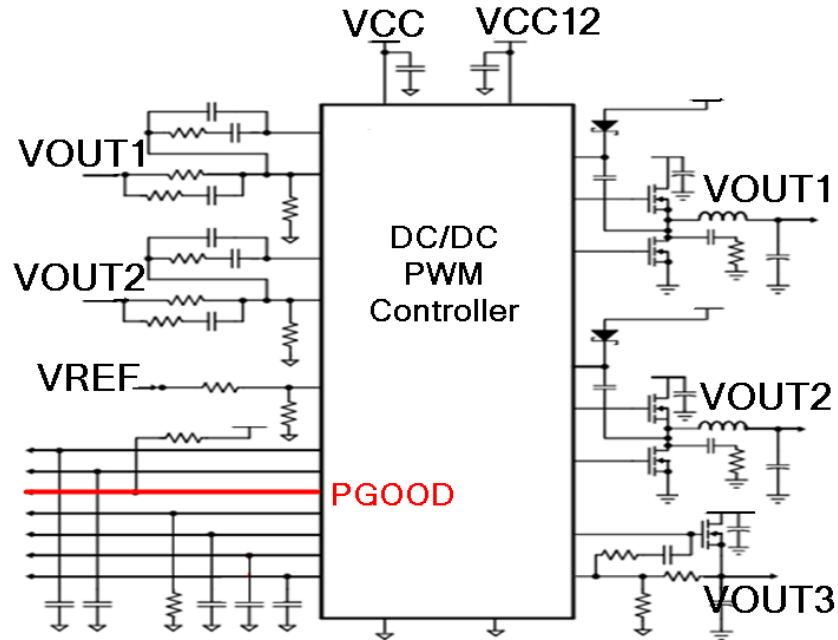 VCC
VCC12
VOUT1
VOUT1
DC/DC
PWM
Controller
VOUT2
VREF
VOUT2
PGOOD
VOUT3